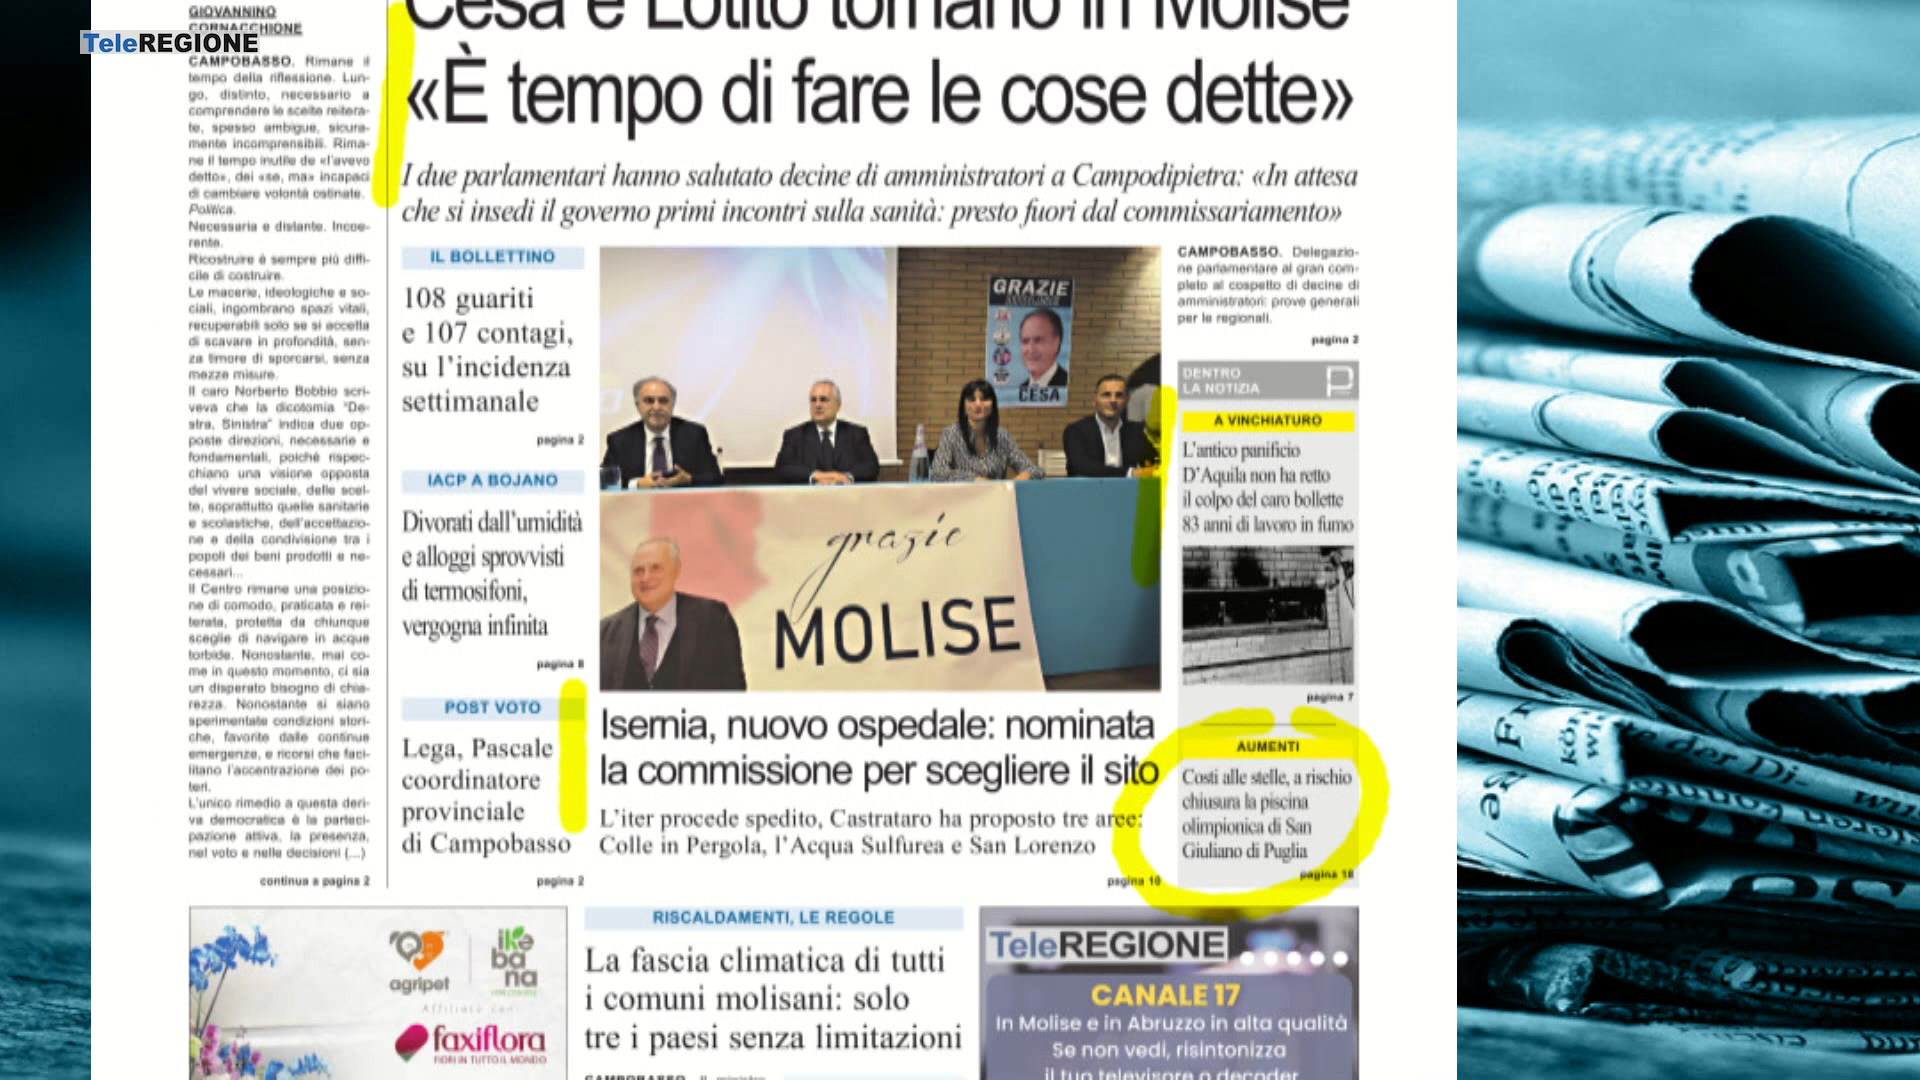 TeleREGIONE
GIOVANNINO
CORNACCHIONE
CAMPOBASSO. Rimane il
tempo della riflessione. Lun-
go, distinto, necessario a
comprendere le scelte reitera-
te, spesso ambigue, sicura-
mente incomprensibili. Rima-
ne il tempo inutile de «l'avevo
detto», dei «se, ma» incapaci
di cambiare volontà ostinate.
Politica.
Necessaria e distante. Incoe-
rente.
Ricostruire è sempre più diffi-
cile di costruire.
Le macerie, ideologiche e so-
ciali, ingombrano spazi vitali,
recuperabili solo se si accetta
di scavare in profondità, sen-
za timore di sporcarsi, senza
mezze misure.
Il caro Norberto Bobbio scri-
veva che la dicotomia "De-
stra, Sinistra" indica due op-
poste direzioni, necessarie e
fondamentali, poiché rispec-
chiano una visione opposta
del vivere sociale, delle scel-
te, soprattutto quelle sanitarie
e scolastiche, dell'accettazio-
ne e della condivisione tra i
popoli dei beni prodotti e ne-
cessari...
Il Centro rimane una posizio-
ne di comodo, praticata e rei-
terata, protetta da chiunque
sceglie di navigare in acque
torbide. Nonostante, mai co-
me in questo momento, ci sia
un disperato bisogno di chia-
rezza. Nonostante si siano
sperimentate condizioni stori-
che, favorite dalle continue
emergenze, e ricorsi che faci-
litano l'accentrazione dei po-
teri.
L'unico rimedio a questa deri-
va democratica è la parteci-
pazione attiva, la presenza,
nel voto e nelle decisioni (...)
continua a pagina 2
Cesa e Lotito tornano in Molise
«È tempo di fare le cose dette»
I due parlamentari hanno salutato decine di amministratori a Campodipietra: «In attesa
che si insedi il governo primi incontri sulla sanità: presto fuori dal commissariamento»
IL BOLLETTINO
108 guariti
e 107 contagi,
su l'incidenza
settimanale
pagina 2
IACP A BOJANO
Divorati dall'umidità
e alloggi sprovvisti
di termosifoni,
vergogna infinita
pagina 8
POST VOTO
Lega, Pascale
coordinatore
provinciale
di Campobasso
pagina 2
GRAZIE
CESA
grazie
MOLISE
Isernia, nuovo ospedale: nominata
la commissione per scegliere il sito
L'iter procede spedito, Castrataro ha proposto tre aree:
Colle in Pergola, l'Acqua Sulfurea e San Lorenzo
pagina 10
CAMPOBASSO. Delegazio-
ne parlamentare al gran com-
pleto al cospetto di decine di
amministratori: prove generali
per le regionali.
pagina 2
DENTRO
LA NOTIZIA
P
A VINCHIATURO
L'antico panificio
D'Aquila non ha retto
il colpo del caro bollette
83 anni di lavoro in fumo
pagina 7
AUMENTI
Costi alle stelle, a rischio
chiusura la piscina
olimpionica di San
Giuliano di Puglia
pagina 18
agripet
ikebana
Affiliato con:
faxiflora
FIORI IN TUTTO IL MONDO
RISCALDAMENTI, LE REGOLE
La fascia climatica di tutti
i comuni molisani: solo
tre i paesi senza limitazioni
CAMPOBASSO. Il ministro
TeleREGIONE
CANALE 17
In Molise e in Abruzzo in alta qualità
Se non vedi, risintonizza
il tuo televisore o decoder